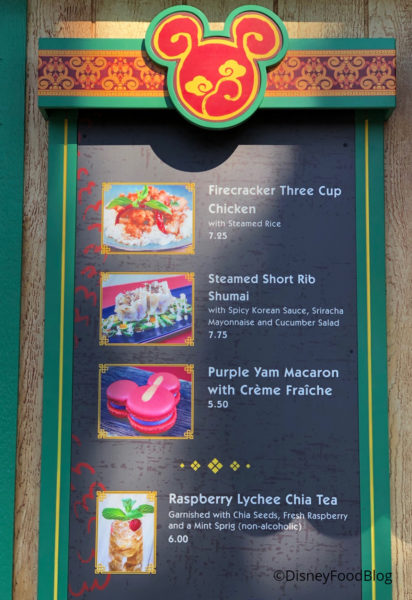 Firecracker Three Cup
Chicken
with Steamed Rice
7.25
Steamed Short Rib
Shumai
with Spicy Korean Sauce, Sriracha
Mayonnaise and Cucumber Salad
7.75
Purple Yam Macaron
with Crème Fraîche
5.50
Raspberry Lychee Chia Tea
Garnished with Chia Seeds, Fresh Raspberry
and a Mint Sprig (non-alcoholic)
6.00
©DisneyFoodBlog